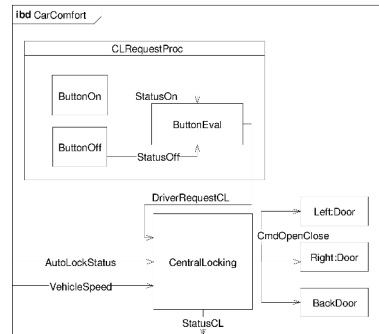 ibd CarComfort
CLRequestProc
ButtonOn
StatusOn
ButtonEval
ButtonOff
StatusOff
DriverRequestCL
Left:Door
CmdOpenClose
AutoLockStatus
CentralLocking
Right:Door
VehicleSpeed
BackDoor
StatusCL